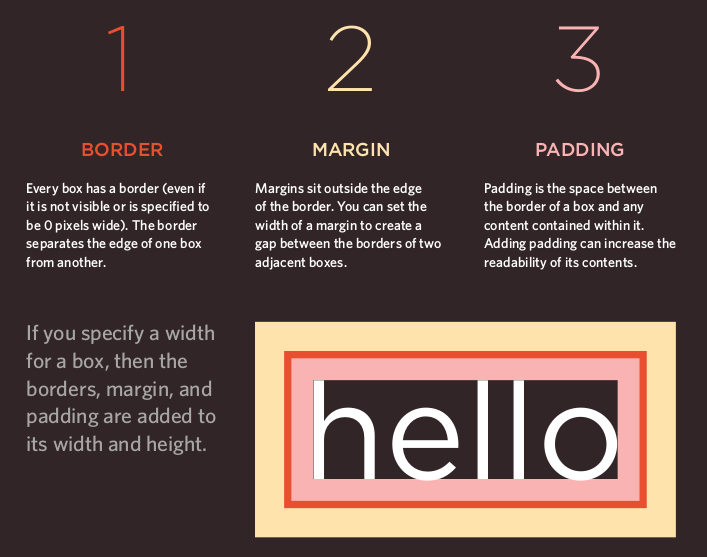 1
2
3
BORDER
MARGIN
PADDING
Every box has a border (even if
it is not visible or is specified to
be 0 pixels wide). The border
separates the edge of one box
from another.
Margins sit outside the edge
of the border. You can set the
width of a margin to create a
gap between the borders of two
adjacent boxes.
Padding is the space between
the border of a box and any
content contained within it.
Adding padding can increase the
readability of its contents.
If you specify a width
for a box, then the
borders, margin, and
padding are added to
its width and height.
hello